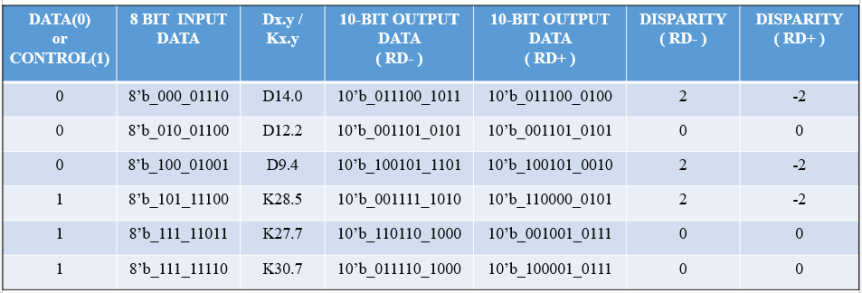 DATA(0) or CONTROL(1) 8 BIT INPUT DATA Dx.y / Kx.y 10-BIT OUTPUT DATA ( RD- ) 10-BIT OUTPUT DATA ( RD+ ) DISPARITY ( RD- ) DISPARITY ( RD+ )
0 8’b_000_01110 D14.0 10’b_011100_1011 10’b_011100_0100 2 -2
0 8’b_010_01100 D12.2 10’b_001101_0101 10’b_001101_0101 0 0
0 8’b_100_01001 D9.4 10’b_100101_1101 10’b_100101_0010 2 -2
1 8’b_101_11100 K28.5 10’b_001111_1010 10’b_110000_0101 2 -2
1 8’b_111_11011 K27.7 10’b_110110_1000 10’b_001001_0111 0 0
1 8’b_111_11110 K30.7 10’b_011110_1000 10’b_100001_0111 0 0